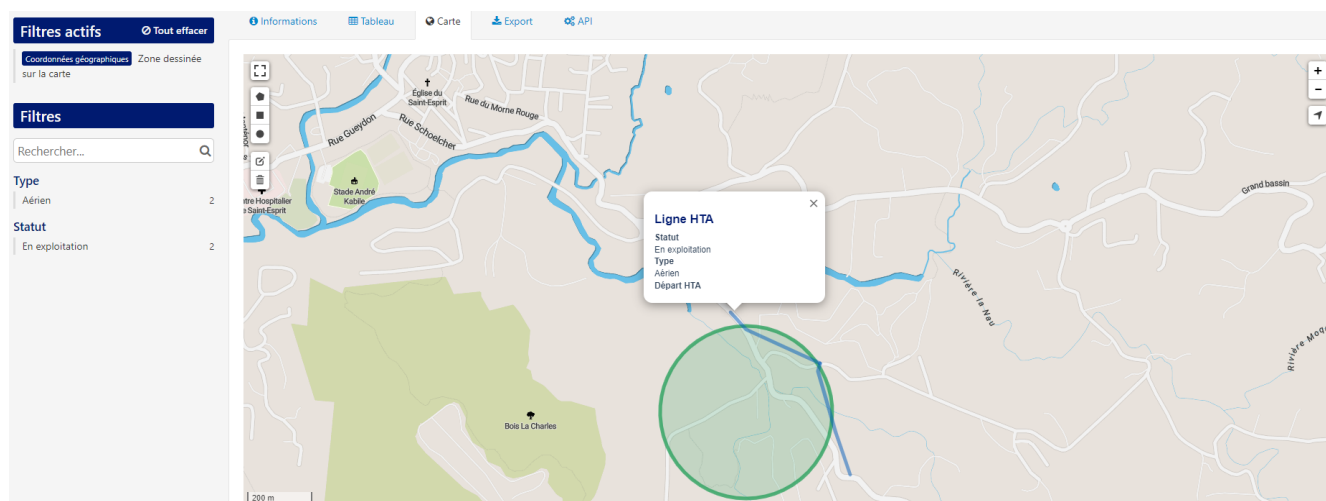 Filtres actifs
Tout effacer
Coordonnées géographiques Zone dessinée
sur la carte
Filtres
Rechercher...
Type
Aérien 2
Statut
En exploitation 2
Informations
Tableau
Carte
Export
API
Église du
Saint-Esprit
Rue du Morne Rouge
Rue Gueydon
Rue Schoelcher
Stade André
Kabile
tre Hospitalier
e Saint-Esprit
Ligne HTA
Statut
En exploitation
Type
Aérien
Départ HTA
Grand bassin
Rivière la Nau
Rivière Moqu
Bois La Charles
200 m
+
−